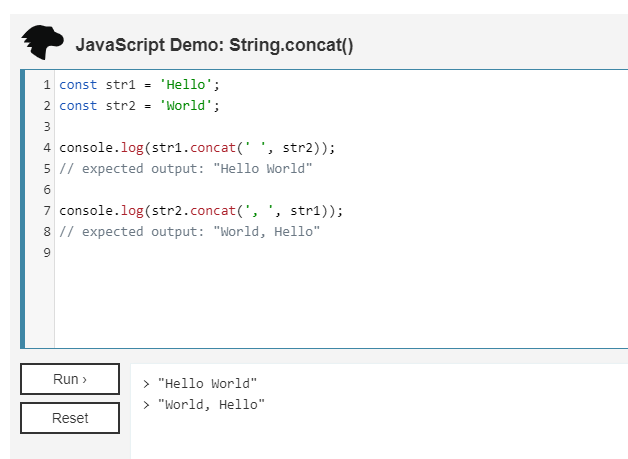 JavaScript Demo: String.concat()
1 const str1 = 'Hello';
2 const str2 = 'World';
3
4 console.log(str1.concat(' ', str2));
5 // expected output: "Hello World"
6
7 console.log(str2.concat(', ', str1));
8 // expected output: "World, Hello"
9
Run ›
> "Hello World"
> "World, Hello"
Reset